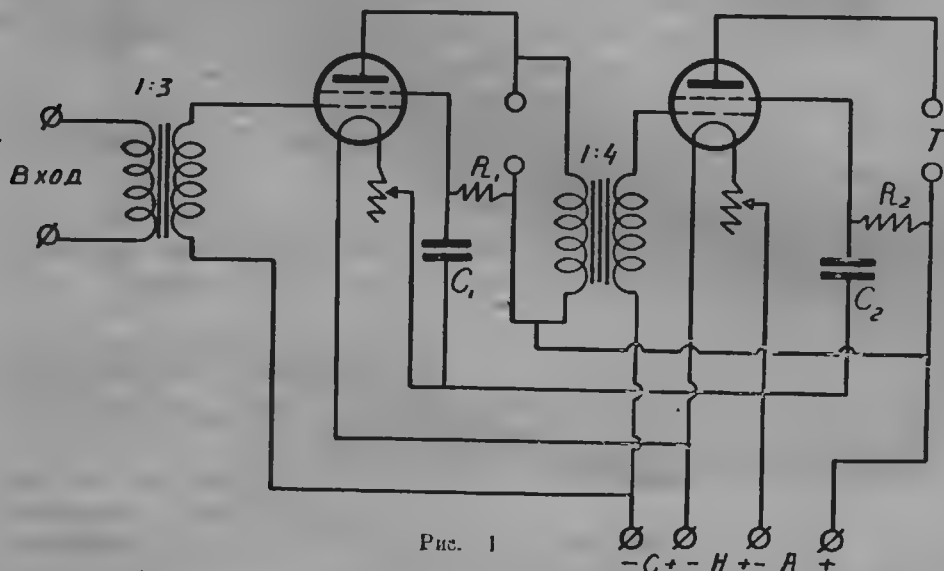 1:3
Вход
R₁
C₁
1:4
T
R₂
C₂
Рис. 1
- С + - Н + - А +